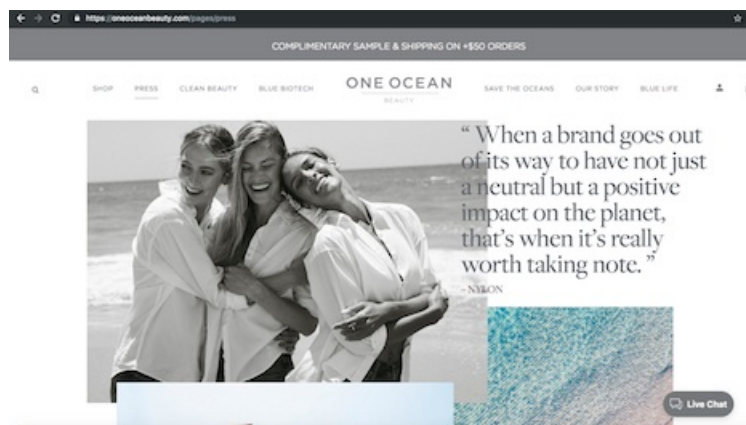 https://oneoceanbeauty.com/pages/press
COMPLIMENTARY SAMPLE & SHIPPING ON +$50 ORDERS
SHOP PRESS CLEAN BEAUTY BLUE BIOTECH ONE OCEAN SAVE THE OCEANS OUR STORY BLUE LIFE
BEAUTY
“ When a brand goes out
of its way to have not just
a neutral but a positive
impact on the planet,
that’s when it’s really
worth taking note. ”
- NYLON
Live Chat